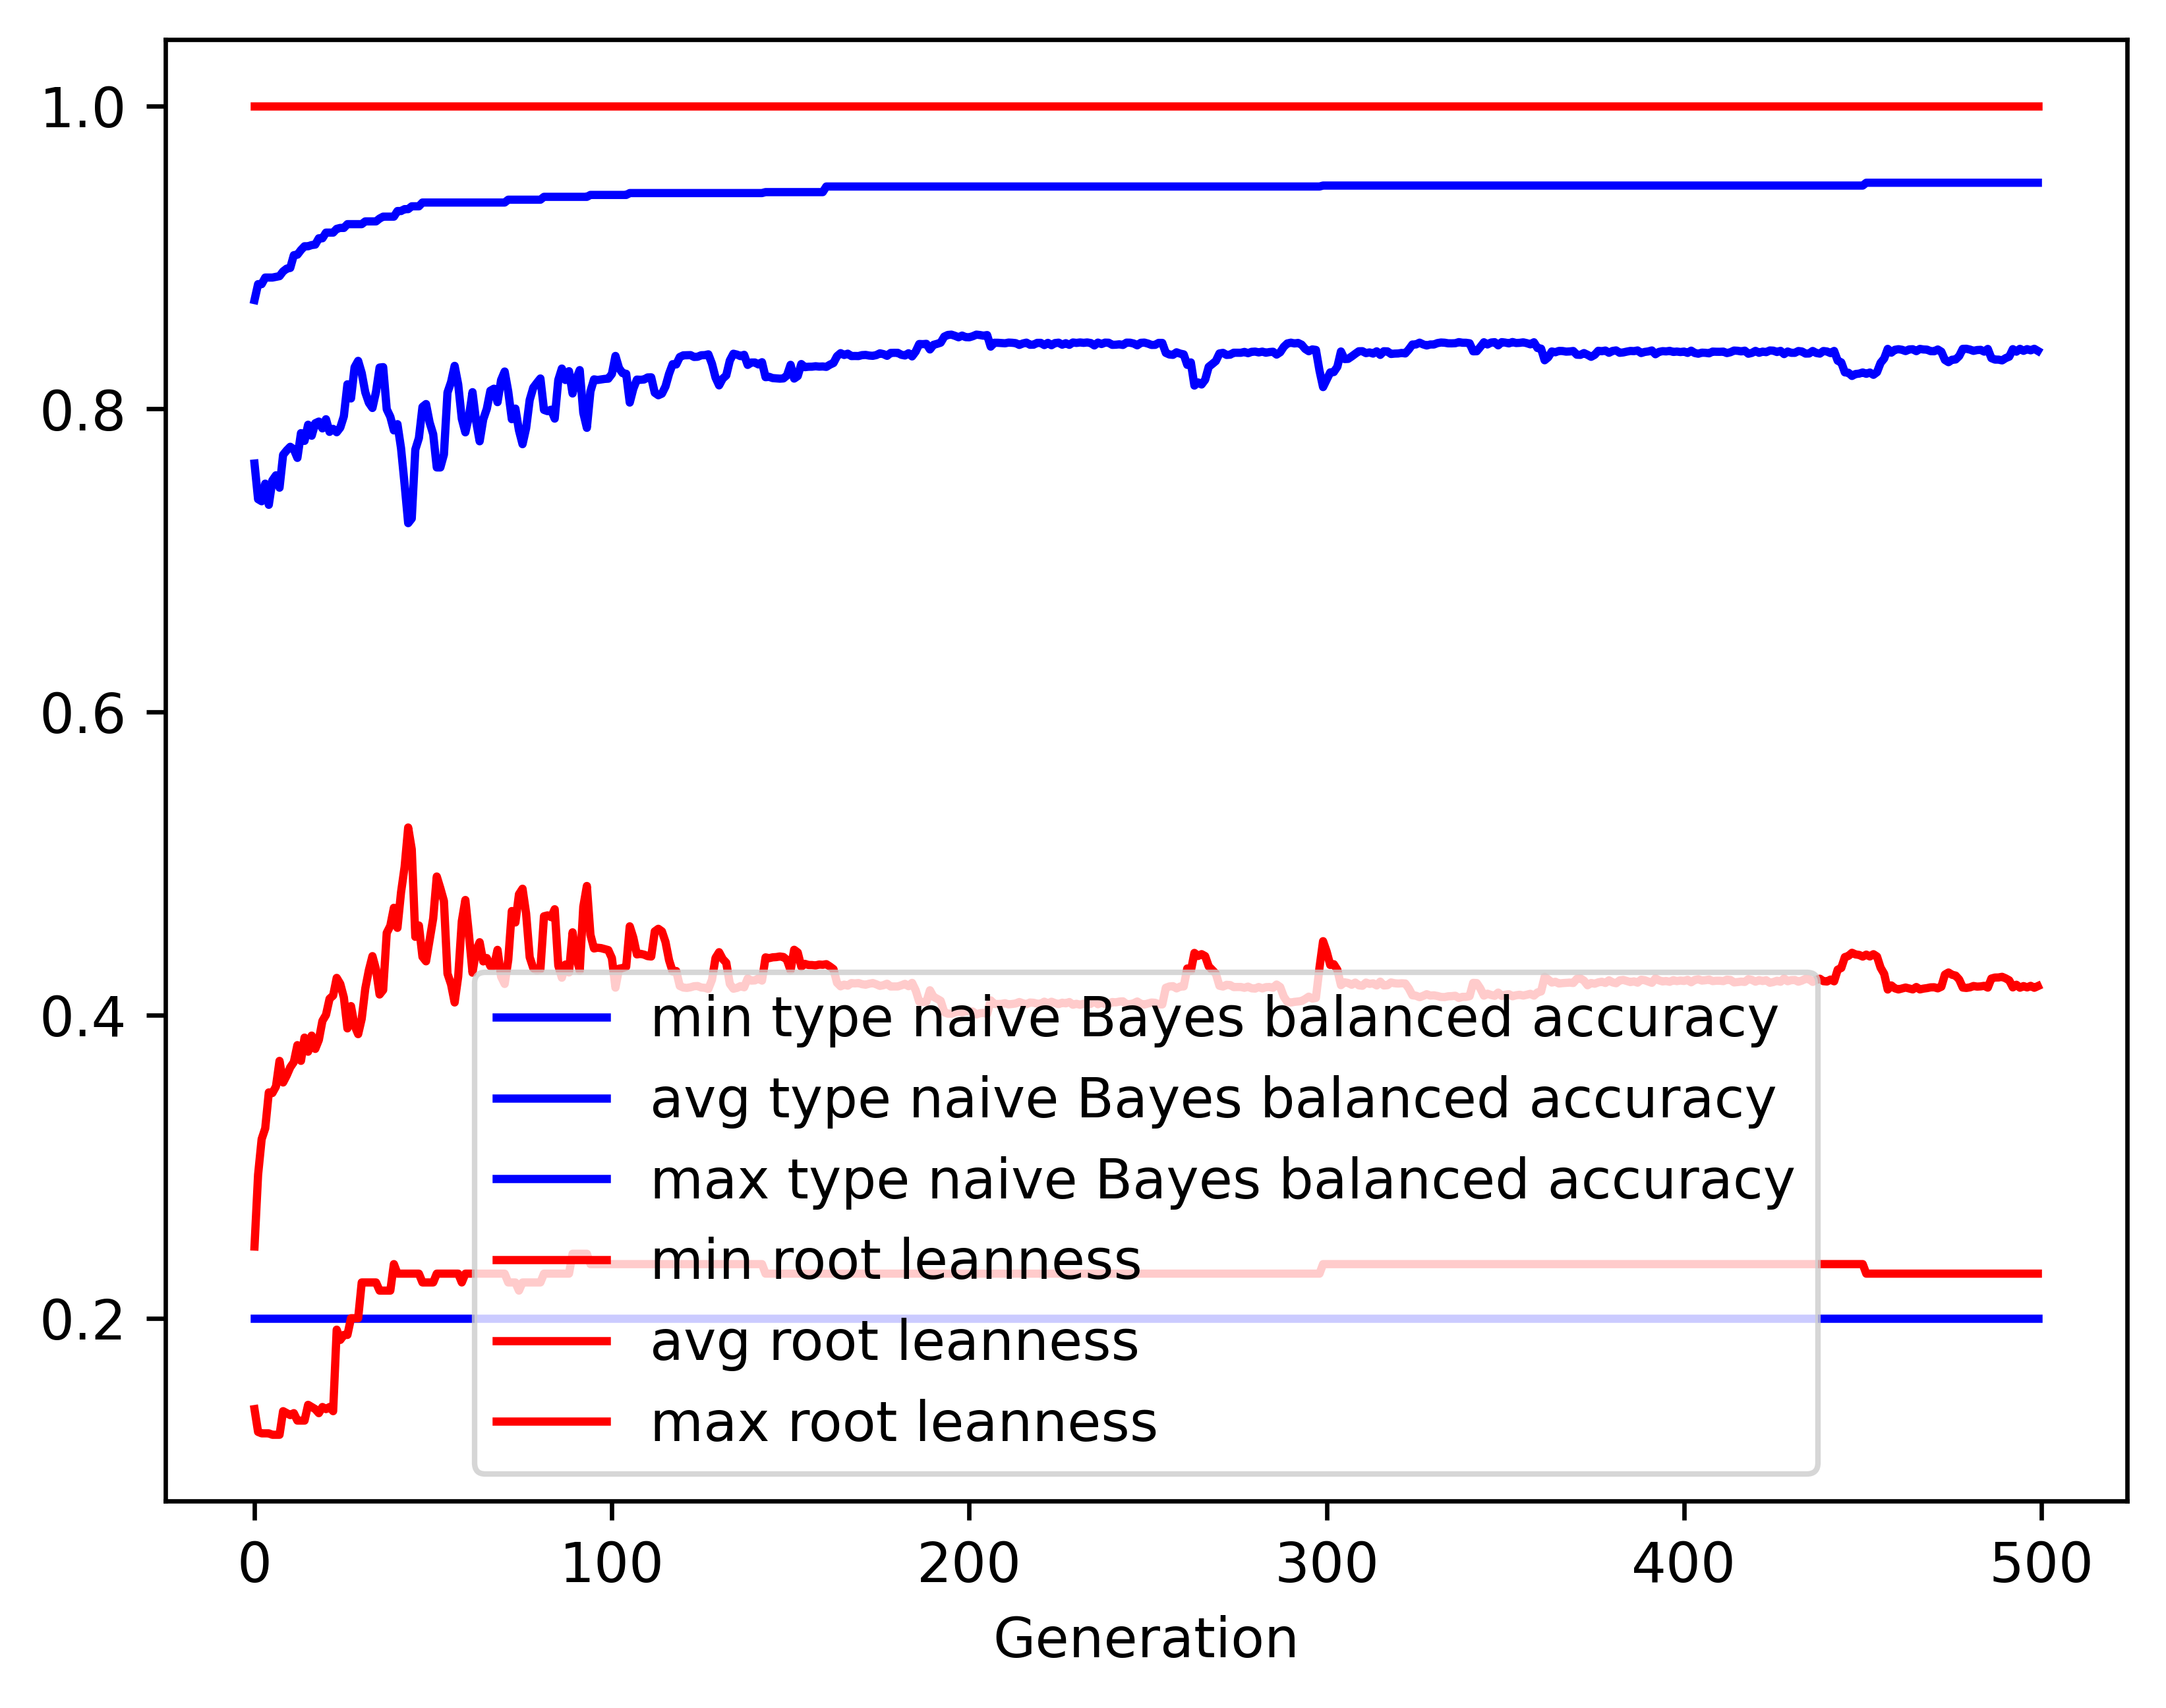 1.0
0.8
0.6
0.4
0.2
min type naive Bayes balanced accuracy
avg type naive Bayes balanced accuracy
max type naive Bayes balanced accuracy
min root leanness
avg root leanness
max root leanness
0 100 200 300 400 500
Generation